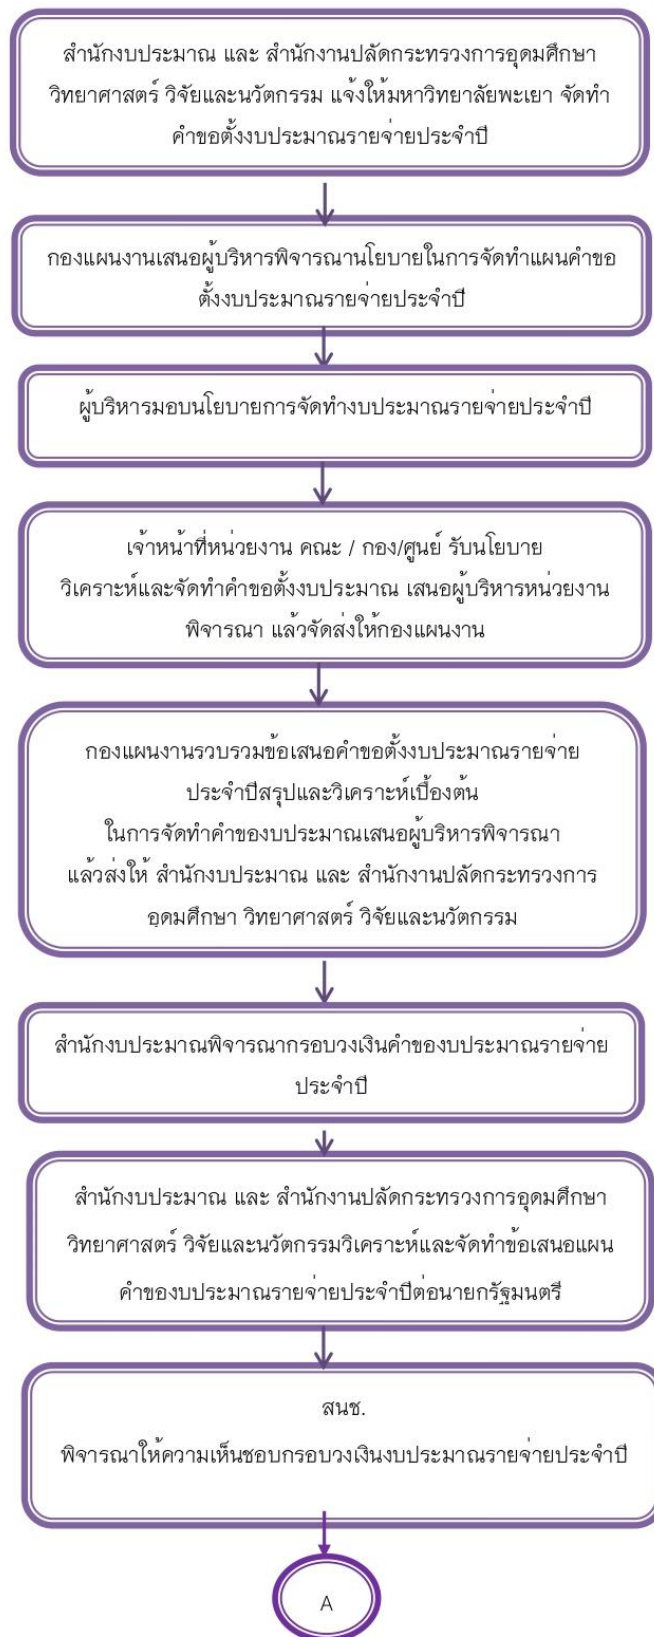 สำนักงบประมาณ และ สำนักงานปลัดกระทรวงการอุดมศึกษา
วิทยาศาสตร์ วิจัยและนวัตกรรม แจ้งให้มหาวิทยาลัยพะเยา จัดทำ
คำขอตั้งงบประมาณรายจ่ายประจำปี
กองแผนงานเสนอผู้บริหารพิจารณานโยบายในการจัดทำแผนคำขอ
ตั้งงบประมาณรายจ่ายประจำปี
ผู้บริหารมอบนโยบายการจัดทำงบประมาณรายจ่ายประจำปี
เจ้าหน้าที่หน่วยงาน คณะ / กอง/ศูนย์ รับนโยบาย
วิเคราะห์และจัดทำคำขอตั้งงบประมาณ เสนอผู้บริหารหน่วยงาน
พิจารณา แล้วจัดส่งให้กองแผนงาน
กองแผนงานรวบรวมข้อเสนอคำขอตั้งงบประมาณรายจ่าย
ประจำปีสรุปและวิเคราะห์เบื้องต้น
ในการจัดทำคำของบประมาณเสนอผู้บริหารพิจารณา
แล้วส่งให้ สำนักงบประมาณ และ สำนักงานปลัดกระทรวงการ
อุดมศึกษา วิทยาศาสตร์ วิจัยและนวัตกรรม
สำนักงบประมาณพิจารณากรอบวงเงินคำของบประมาณรายจ่าย
ประจำปี
สำนักงบประมาณ และ สำนักงานปลัดกระทรวงการอุดมศึกษา
วิทยาศาสตร์ วิจัยและนวัตกรรมวิเคราะห์และจัดทำข้อเสนอแผน
คำของบประมาณรายจ่ายประจำปีต่อนายกรัฐมนตรี
สนช.
พิจารณาให้ความเห็นชอบกรอบวงเงินงบประมาณรายจ่ายประจำปี
A